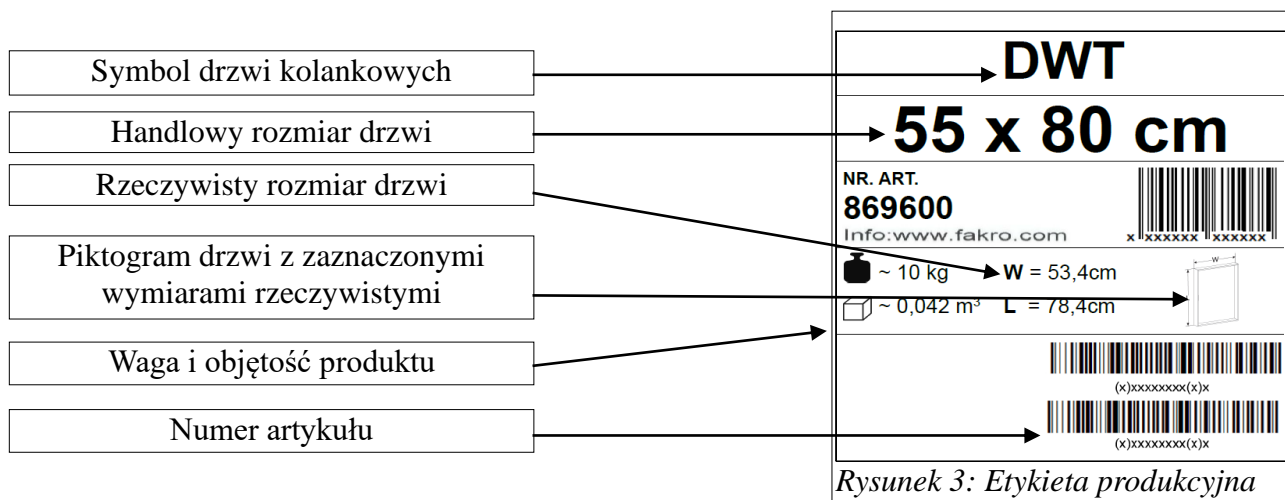 Symbol drzwi kolankowych
Handlowy rozmiar drzwi
Rzeczywisty rozmiar drzwi
Piktogram drzwi z zaznaczonymi
wymiarami rzeczywistymi
Waga i objętość produktu
Numer artykułu
DWT
55 x 80 cm
NR. ART.
869600
Info:www.fakro.com
x xxxxxx xxxxxx
~ 10 kg W = 53,4cm
W
~ 0,042 m³ L = 78,4cm
(x)xxxxxxxx(x)x
(x)xxxxxxxx(x)x
Rysunek 3: Etykieta produkcyjna